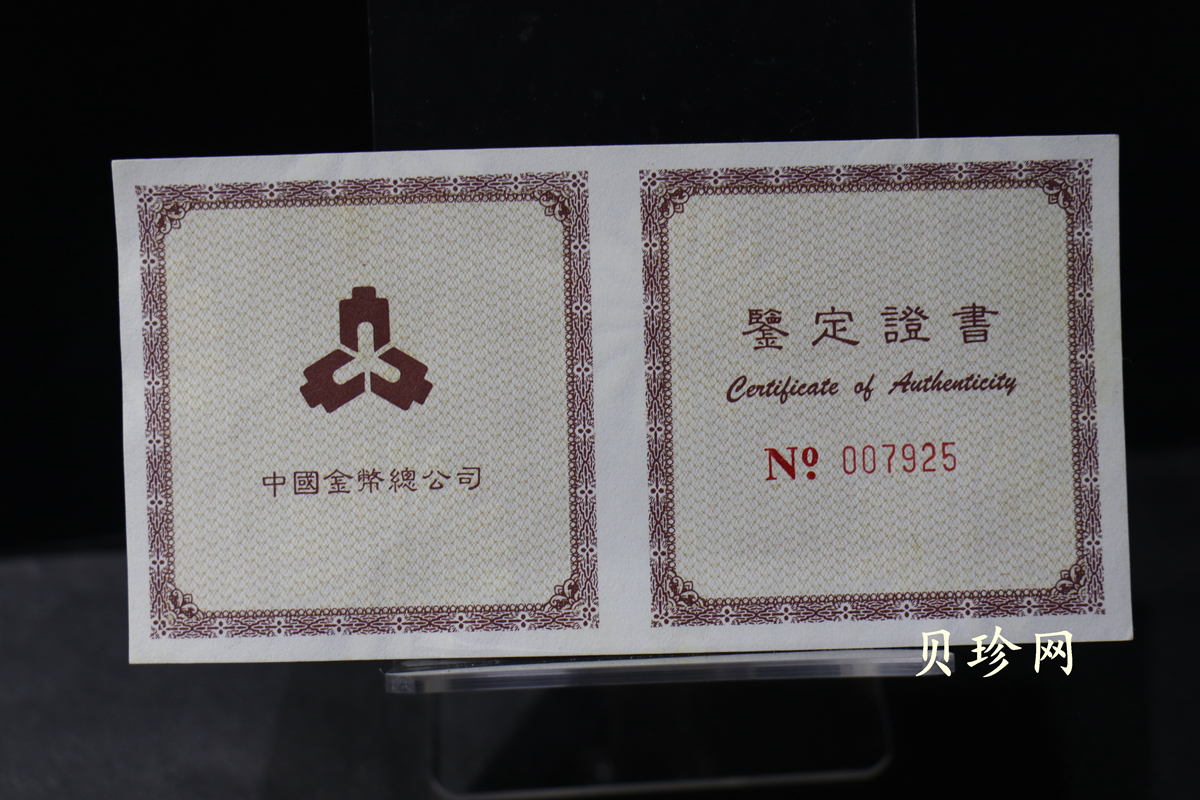 中國金幣總公司
鑒定證書
Certificate of Authenticity
Nº 007925
贝珍网